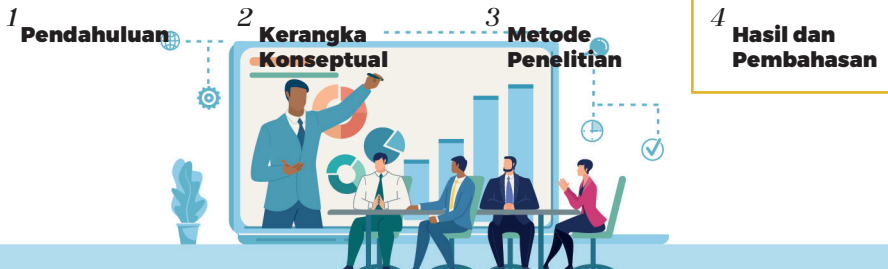 1
Pendahuluan
2
Kerangka
Konseptual
3
Metode
Penelitian
4
Hasil dan
Pembahasan